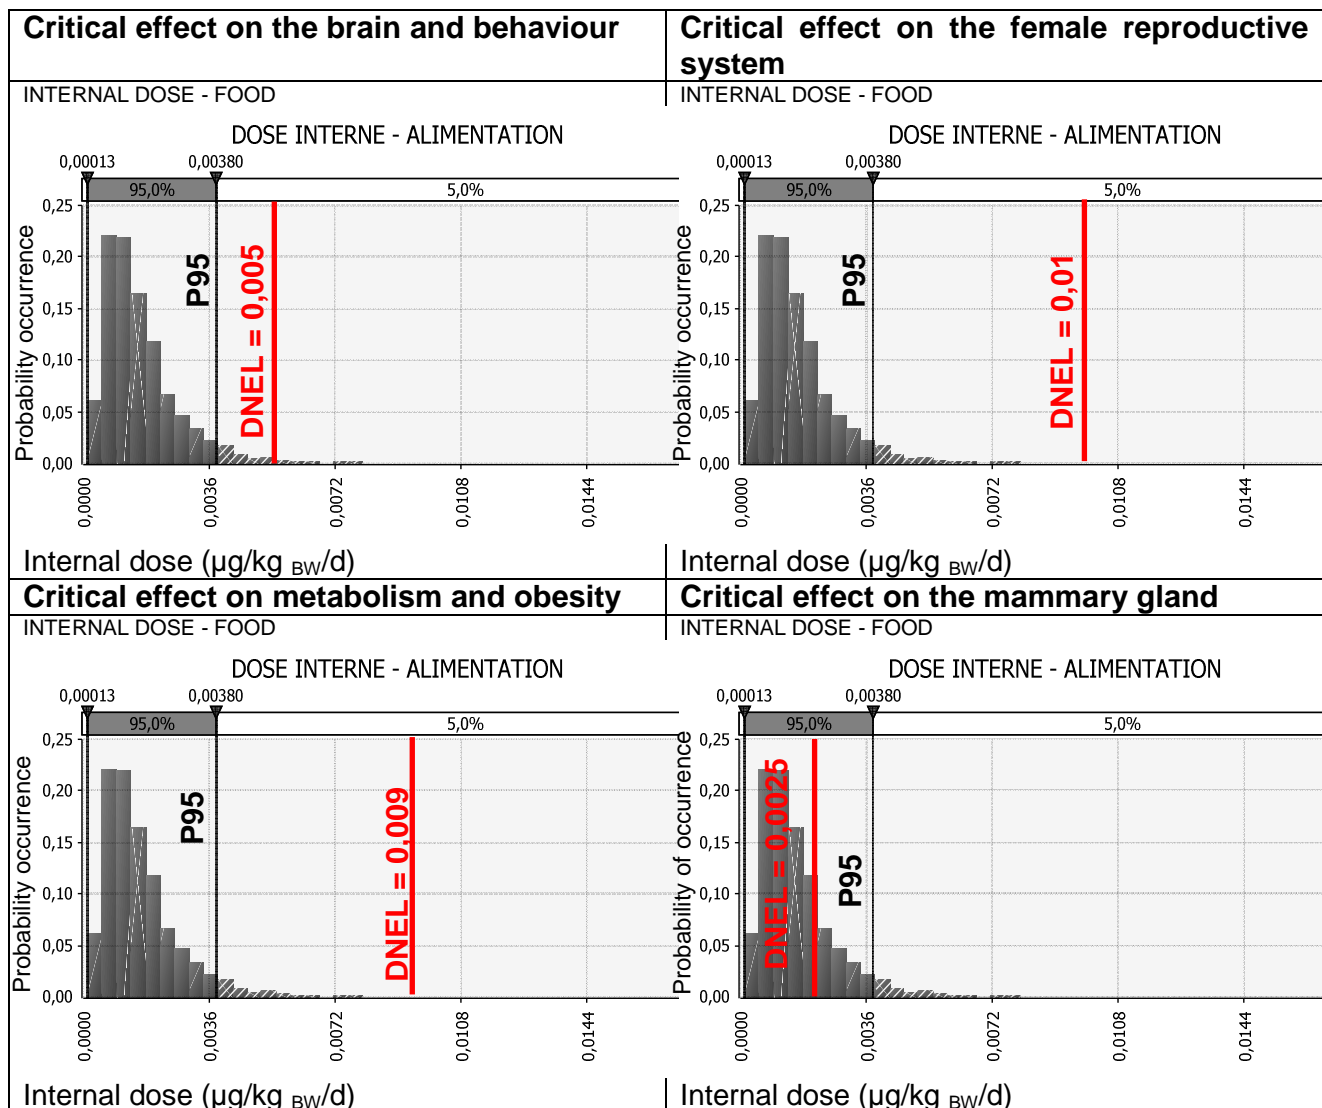 Critical effect on the brain and behaviour
Critical effect on the female reproductive
system
INTERNAL DOSE - FOOD
INTERNAL DOSE - FOOD
DOSE INTERNE - ALIMENTATION
0,00013 0,00380
95,0% 5,0%
0,25
0,20
0,15
0,10
0,05
0,00
Probability occurrence
P95
DNEL = 0,005
0,0000 0,0036 0,0072 0,0108 0,0144
Internal dose (µg/kg BW/d)
DOSE INTERNE - ALIMENTATION
0,00013 0,00380
95,0% 5,0%
0,25
0,20
0,15
0,10
0,05
0,00
Probability occurrence
P95
DNEL = 0,01
0,0000 0,0036 0,0072 0,0108 0,0144
Internal dose (µg/kg BW/d)
Critical effect on metabolism and obesity
Critical effect on the mammary gland
INTERNAL DOSE - FOOD
INTERNAL DOSE - FOOD
DOSE INTERNE - ALIMENTATION
0,00013 0,00380
95,0% 5,0%
0,25
0,20
0,15
0,10
0,05
0,00
Probability occurrence
P95
DNEL = 0,009
0,0000 0,0036 0,0072 0,0108 0,0144
Internal dose (µg/kg BW/d)
DOSE INTERNE - ALIMENTATION
0,00013 0,00380
95,0% 5,0%
0,25
0,20
0,15
0,10
0,05
0,00
Probability of occurrence
DNEL = 0,0025
P95
0,0000 0,0036 0,0072 0,0108 0,0144
Internal dose (µg/kg BW/d)